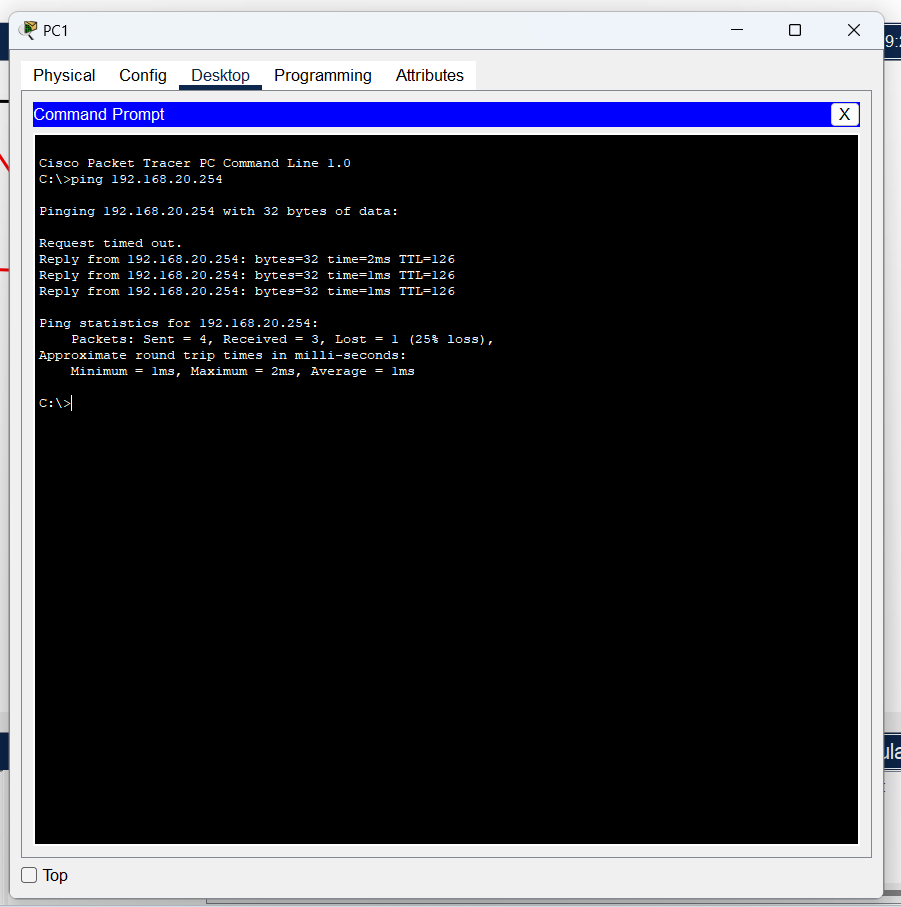 PC1
9:2
Physical Config Desktop Programming Attributes
Command Prompt X
Cisco Packet Tracer PC Command Line 1.0
C:\>ping 192.168.20.254
Pinging 192.168.20.254 with 32 bytes of data:
Request timed out.
Reply from 192.168.20.254: bytes=32 time=2ms TTL=126
Reply from 192.168.20.254: bytes=32 time=1ms TTL=126
Reply from 192.168.20.254: bytes=32 time=1ms TTL=126
Ping statistics for 192.168.20.254:
Packets: Sent = 4, Received = 3, Lost = 1 (25% loss),
Approximate round trip times in milli-seconds:
Minimum = 1ms, Maximum = 2ms, Average = 1ms
C:\>
ula
Top